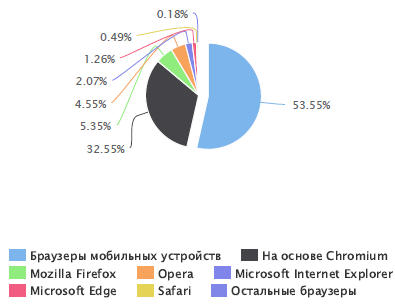 0.18%
0.49%
1.26%
2.07%
4.55%
5.35%
32.55%
53.55%
Браузеры мобильных устройств На основе Chromium
Mozilla Firefox Opera Microsoft Internet Explorer
Microsoft Edge Safari Остальные браузеры